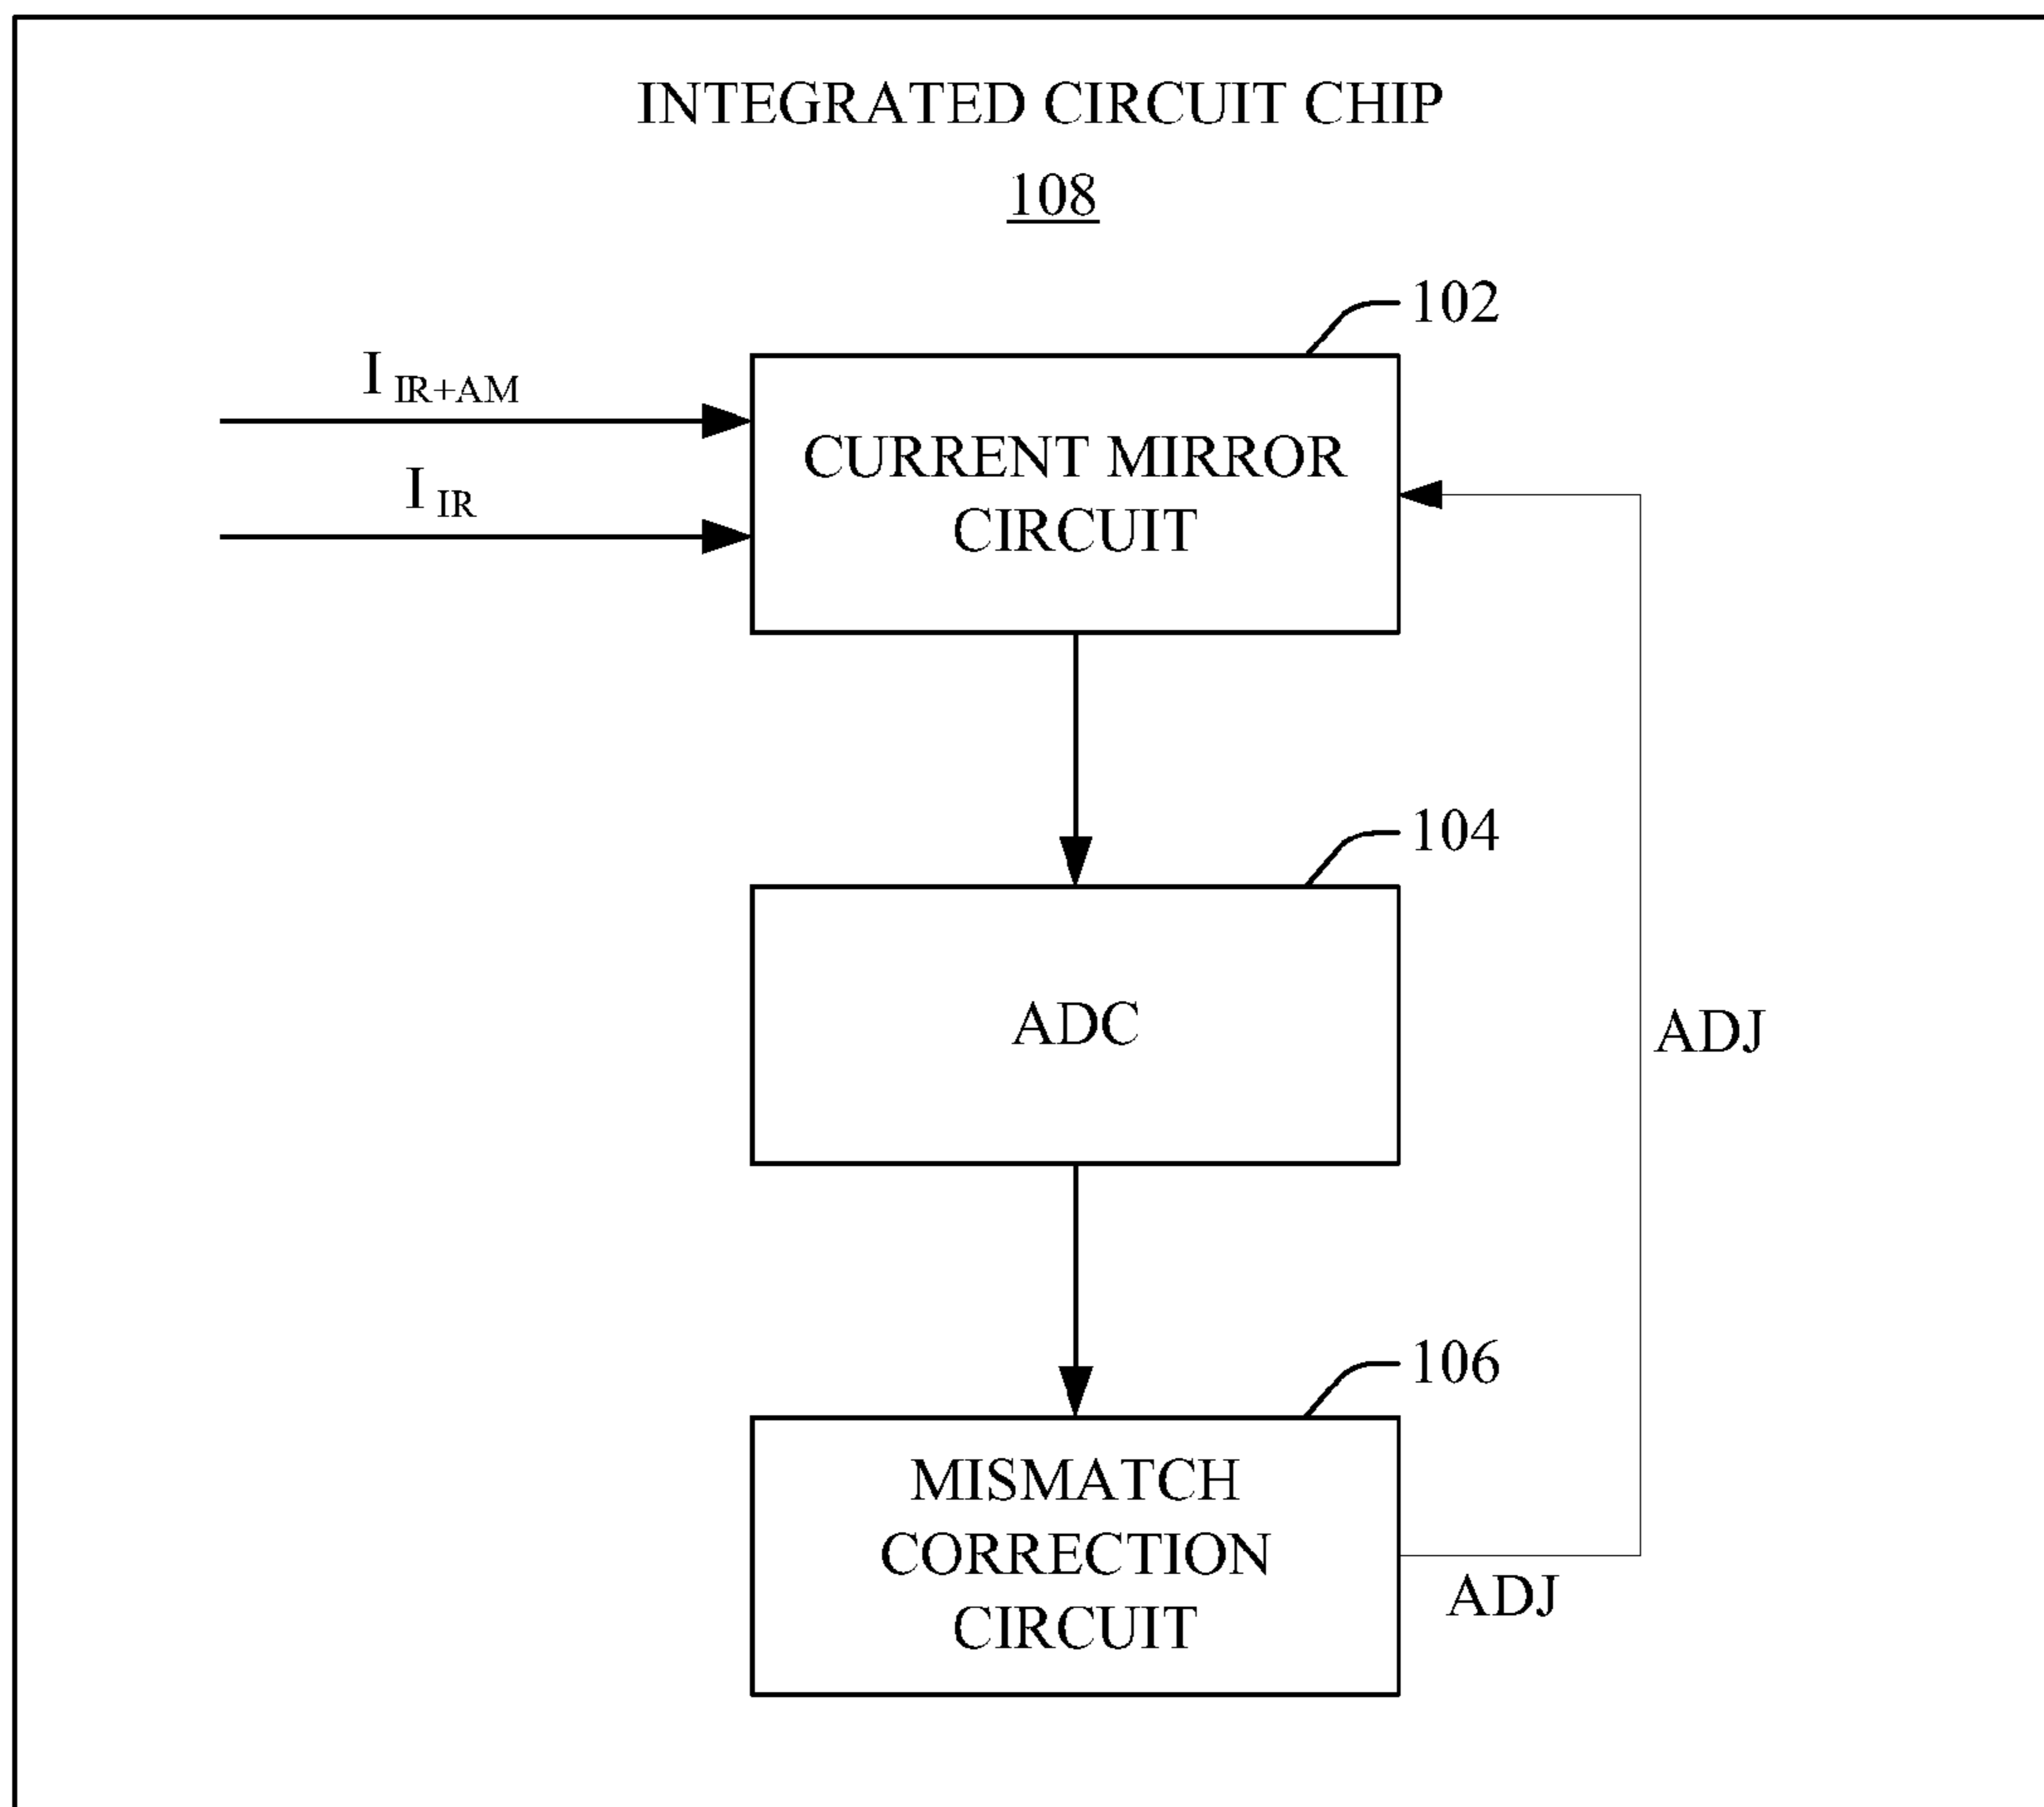 INTEGRATED CIRCUIT CHIP
108
102
I IR+AM
I IR
CURRENT MIRROR
CIRCUIT
104
ADC
ADJ
106
MISMATCH
CORRECTION
CIRCUIT
ADJ